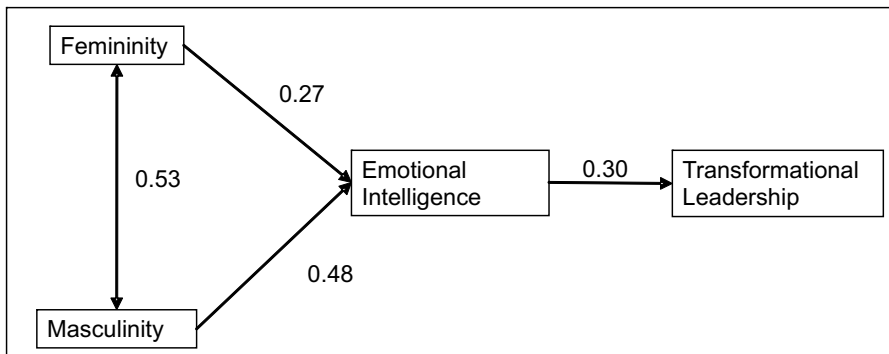 Femininity
0.27
0.53
Emotional
Intelligence
0.30
Transformational
Leadership
0.48
Masculinity